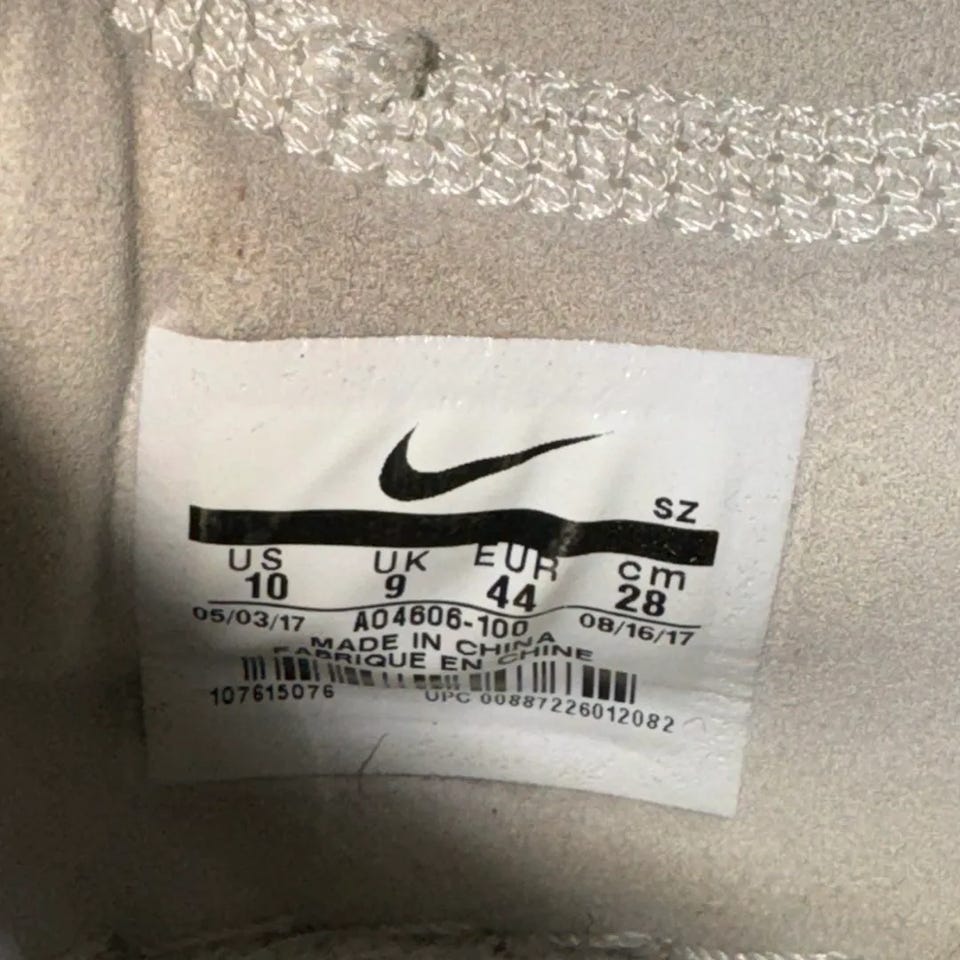 SZ
US UK EUR cm
10 9 44 28
05/03/17 AO4606-100 08/16/17
MADE IN CHINA
FABRIQUE EN CHINE
107615076 UPC 00887226012082